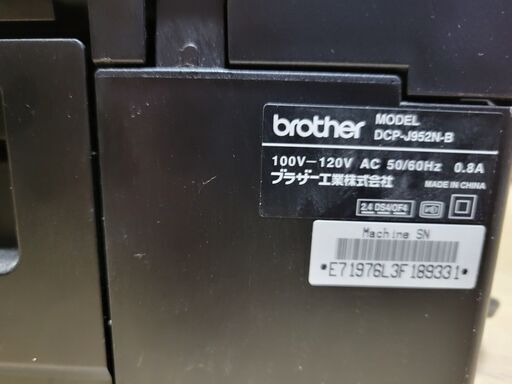 brother
MODEL
DCP-J952N-B
100V-120V AC 50/60Hz 0.8A
ブラザー工業株式会社
MADE IN CHINA
2.4 DS4/OF4
Machine SN
*E71976L3F189331*